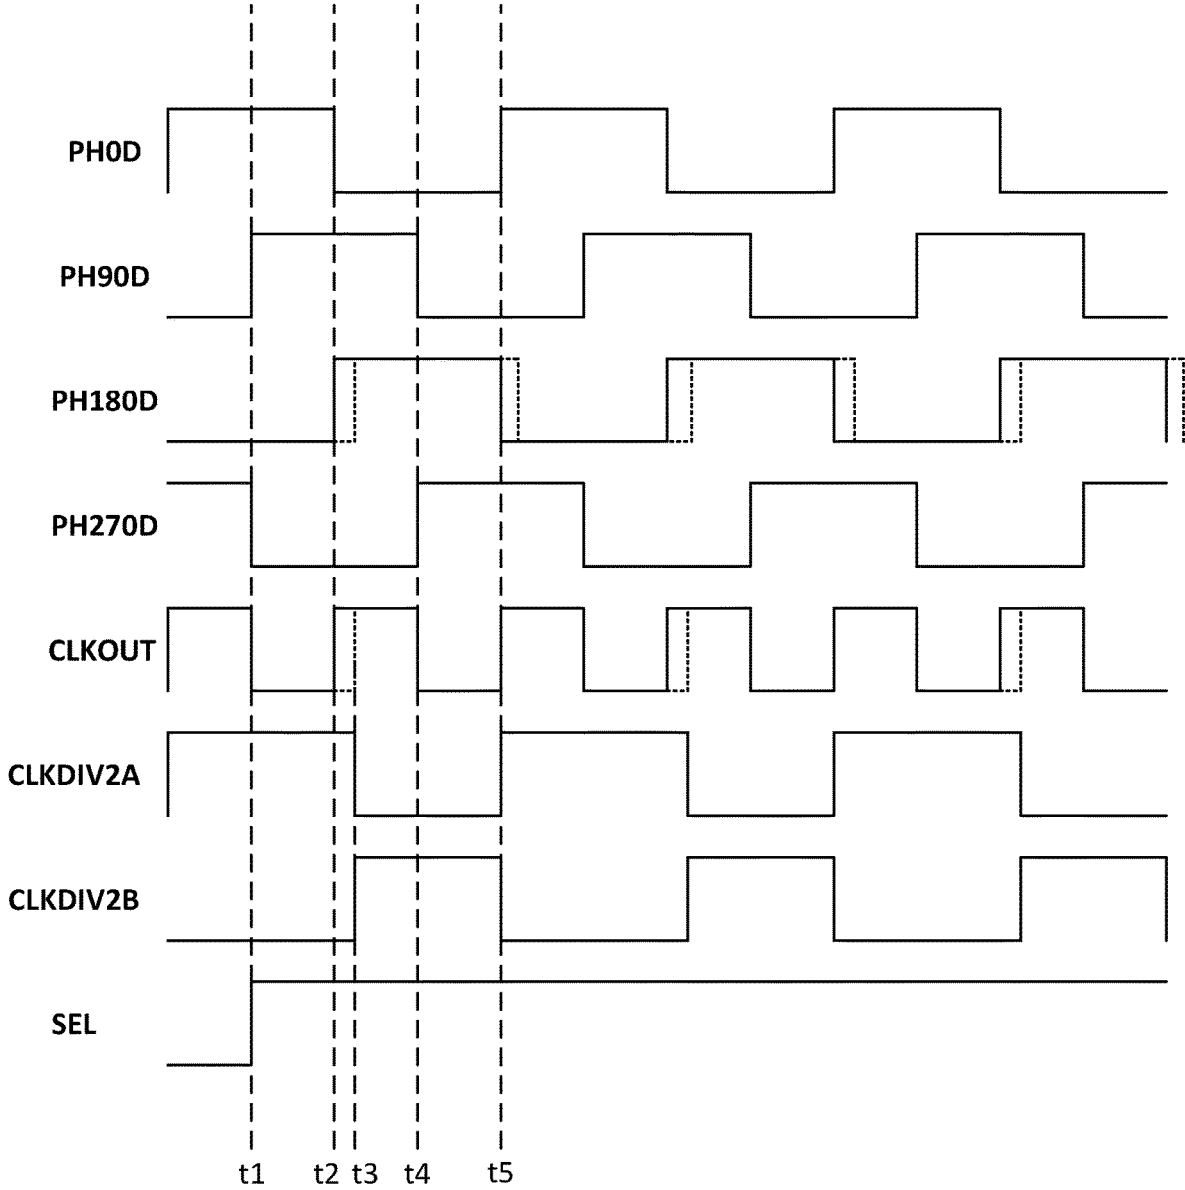 PH0D
PH90D
PH180D
PH270D
CLKOUT
CLKDIV2A
CLKDIV2B
SEL
t1 t2 t3 t4 t5